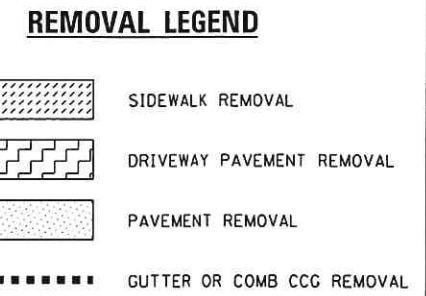 REMOVAL LEGEND
SIDEWALK REMOVAL
DRIVEWAY PAVEMENT REMOVAL
PAVEMENT REMOVAL
GUTTER OR COMB CCG REMOVAL